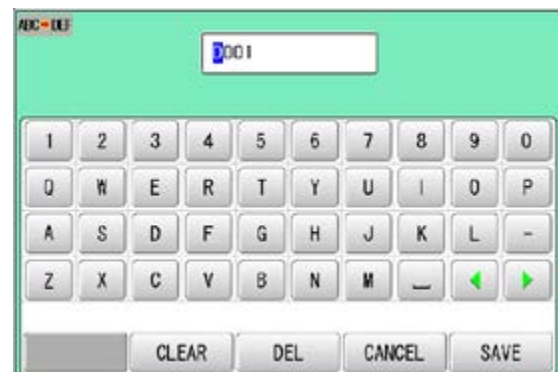 ABC➡DEF
D001
1 2 3 4 5 6 7 8 9 0
Q W E R T Y U I O P
A S D F G H J K L -
Z X C V B N M
CLEAR DEL CANCEL SAVE